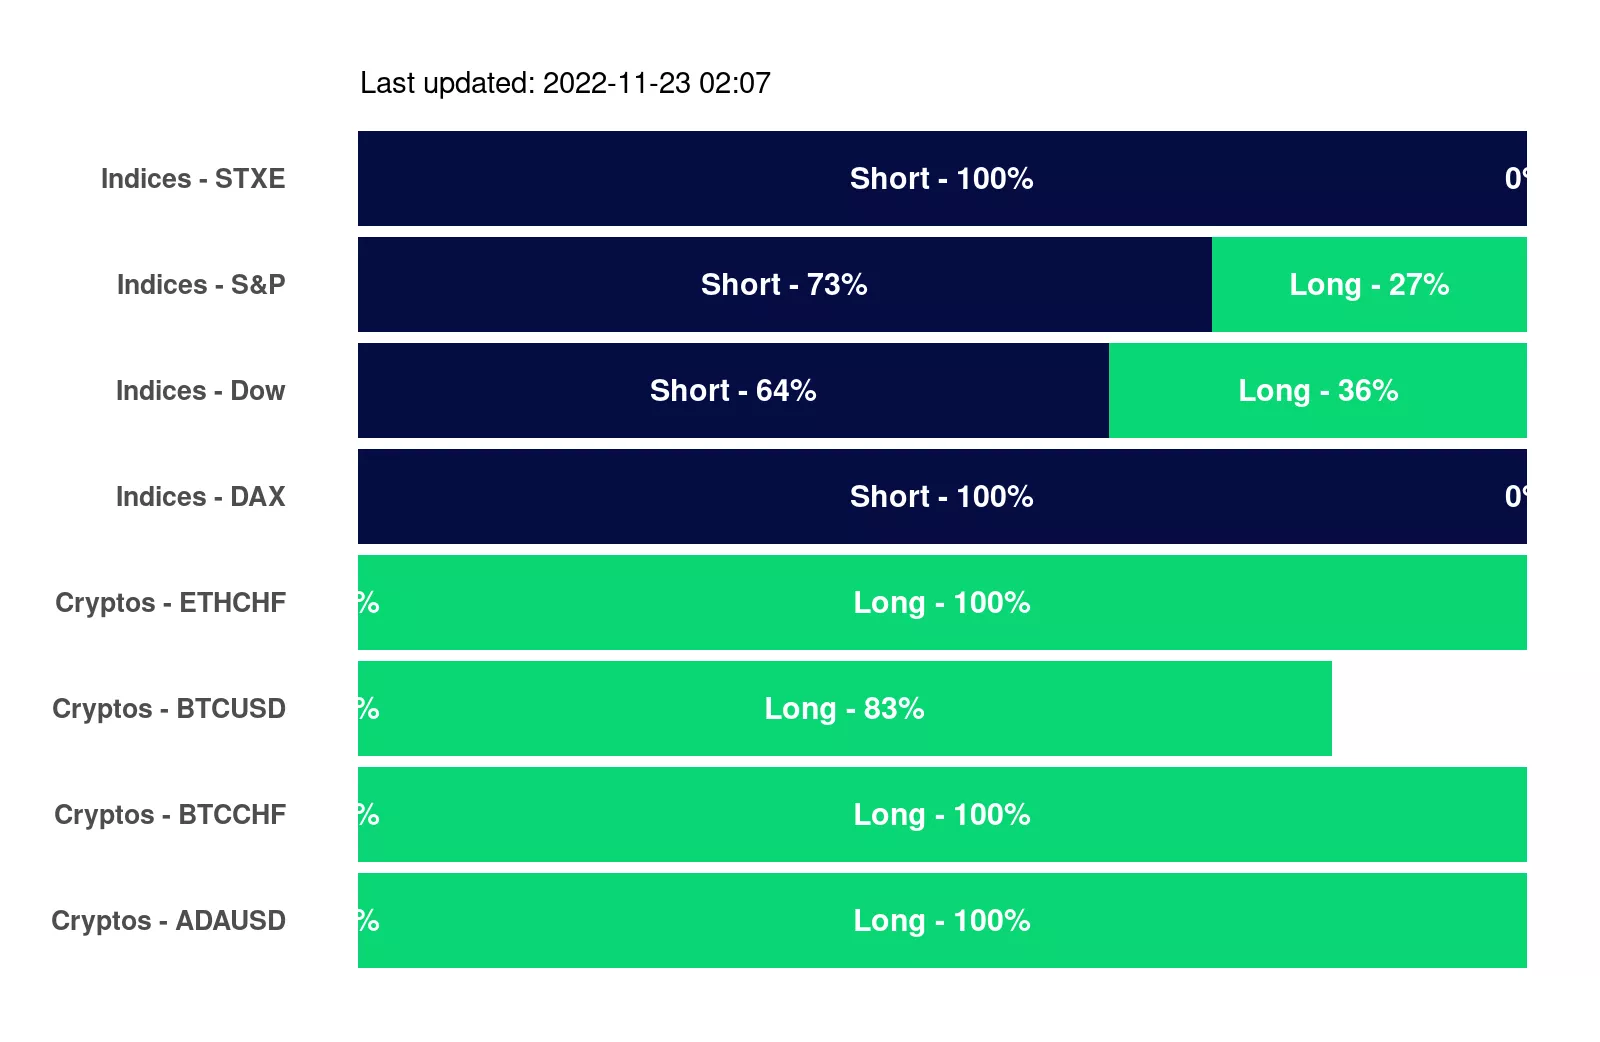 Last updated: 2022-11-23 02:07
Indices - STXE Short - 100% 0%
Indices - S&P Short - 73% Long - 27%
Indices - Dow Short - 64% Long - 36%
Indices - DAX Short - 100% 0%
Cryptos - ETHCHF % Long - 100%
Cryptos - BTCUSD % Long - 83%
Cryptos - BTCCHF % Long - 100%
Cryptos - ADAUSD % Long - 100%